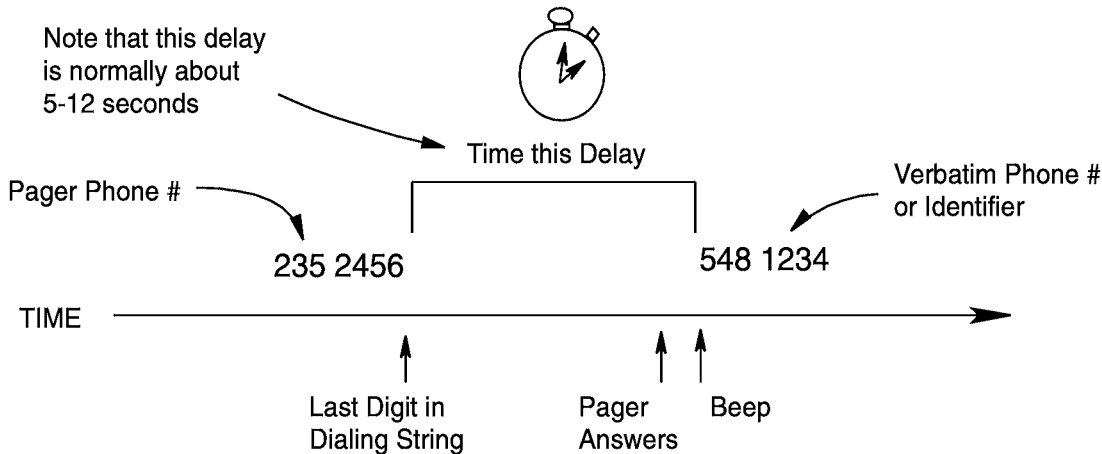 Note that this delay
is normally about
5-12 seconds
Time this Delay
Pager Phone #
Verbatim Phone #
or Identifier
235 2456
548 1234
TIME
Last Digit in
Dialing String
Pager
Answers
Beep